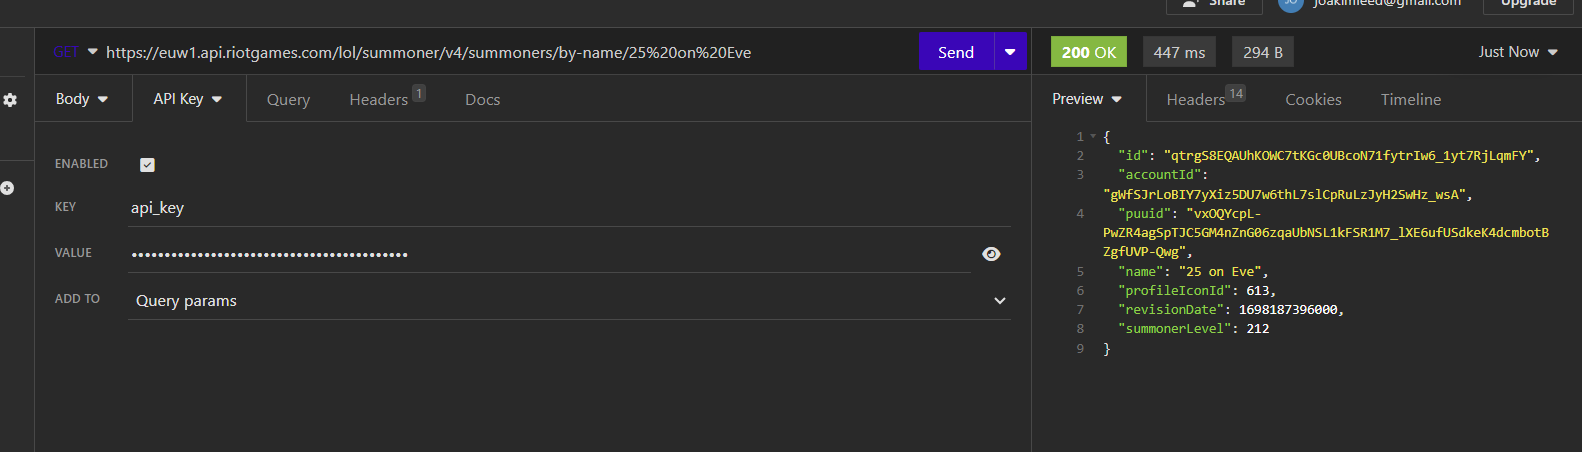 Share JO joakimleed@gmail.com Upgrade
GET https://euw1.api.riotgames.com/lol/summoner/v4/summoners/by-name/25%20on%20Eve Send
200 OK 447 ms 294 B Just Now
Body API Key Query Headers 1 Docs
Preview Headers 14 Cookies Timeline
ENABLED
KEY api_key
VALUE ••••••••••••••••••••••••••••••••••••••••••
ADD TO Query params
1 {
2 "id": "qtrgS8EQAUhKOWC7tKGc0UBcoN71fytrIw6_1yt7RjLqmFY",
3 "accountId":
"gWfSJrLoBIY7yXiz5DU7w6thL7slCpRuLzJyH2SwHz_wsA",
4 "puuid": "vxOQYcpL-
PwZR4agSpTJC5GM4nZnG06zqaUbNSL1kFSR1M7_lXE6ufUSdkeK4dcmbotB
ZgfUVP-Qwg",
5 "name": "25 on Eve",
6 "profileIconId": 613,
7 "revisionDate": 1698187396000,
8 "summonerLevel": 212
9 }